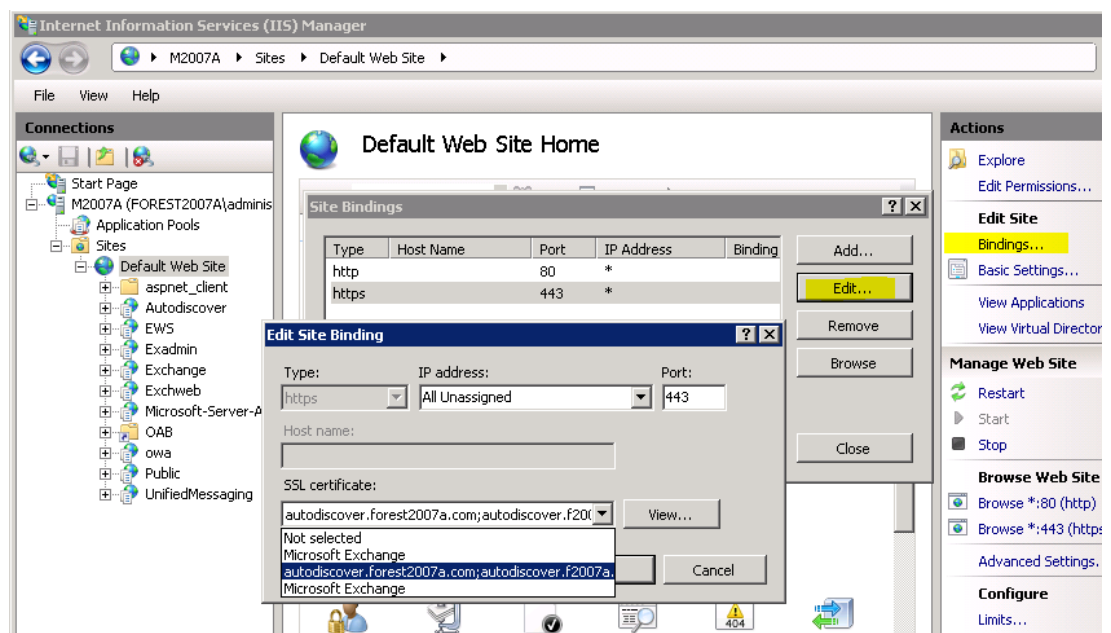 Internet Information Services (IIS) Manager
M2007A Sites Default Web Site
File View Help
Connections
Start Page
M2007A (FOREST2007A\adminis
Application Pools
Sites
Default Web Site
aspnet_client
Autodiscover
EWS
Exadmin
Exchange
Exchweb
Microsoft-Server-A
OAB
owa
Public
UnifiedMessaging
Default Web Site Home
Site Bindings
Type Host Name Port IP Address Binding
http 80 *
https 443 *
Add...
Edit...
Remove
Browse
Close
Edit Site Binding
Type: IP address: Port:
https All Unassigned 443
Host name:
SSL certificate:
autodiscover.forest2007a.com;autodiscover.f200 View...
Not selected
Microsoft Exchange
autodiscover.forest2007a.com;autodiscover.f2007a.
Microsoft Exchange
Cancel
404
Actions
Explore
Edit Permissions...
Edit Site
Bindings...
Basic Settings...
View Applications
View Virtual Director
Manage Web Site
Restart
Start
Stop
Browse Web Site
Browse *:80 (http)
Browse *:443 (https
Advanced Settings.
Configure
Limits...